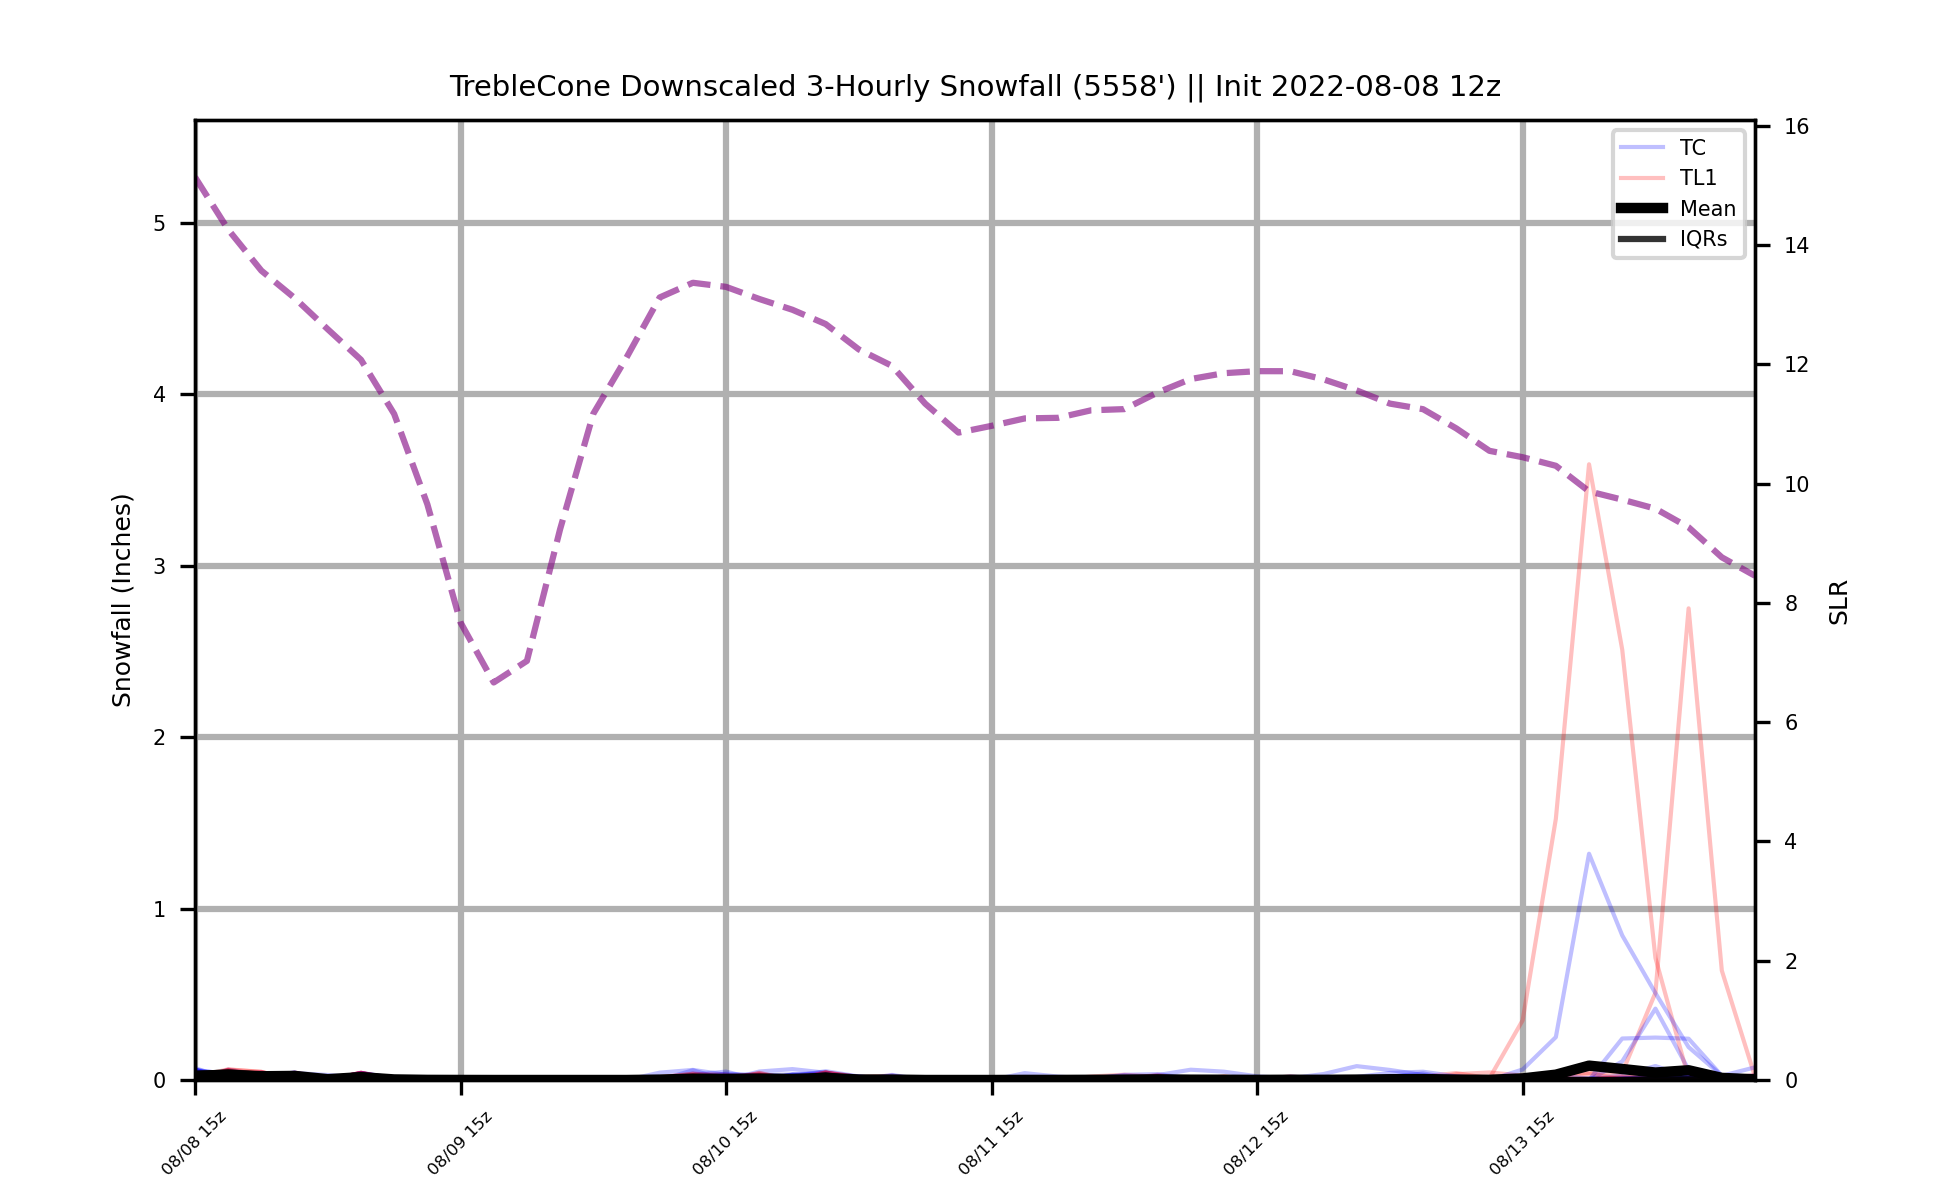 TrebleCone Downscaled 3-Hourly Snowfall (5558') || Init 2022-08-08 12z
TC
TL1
Mean
IQRs
Snowfall (Inches)
5
4
3
2
1
0
16
14
12
10
8
6
4
2
0
SLR
08/08 15z
08/09 15z
08/10 15z
08/11 15z
08/12 15z
08/13 15z